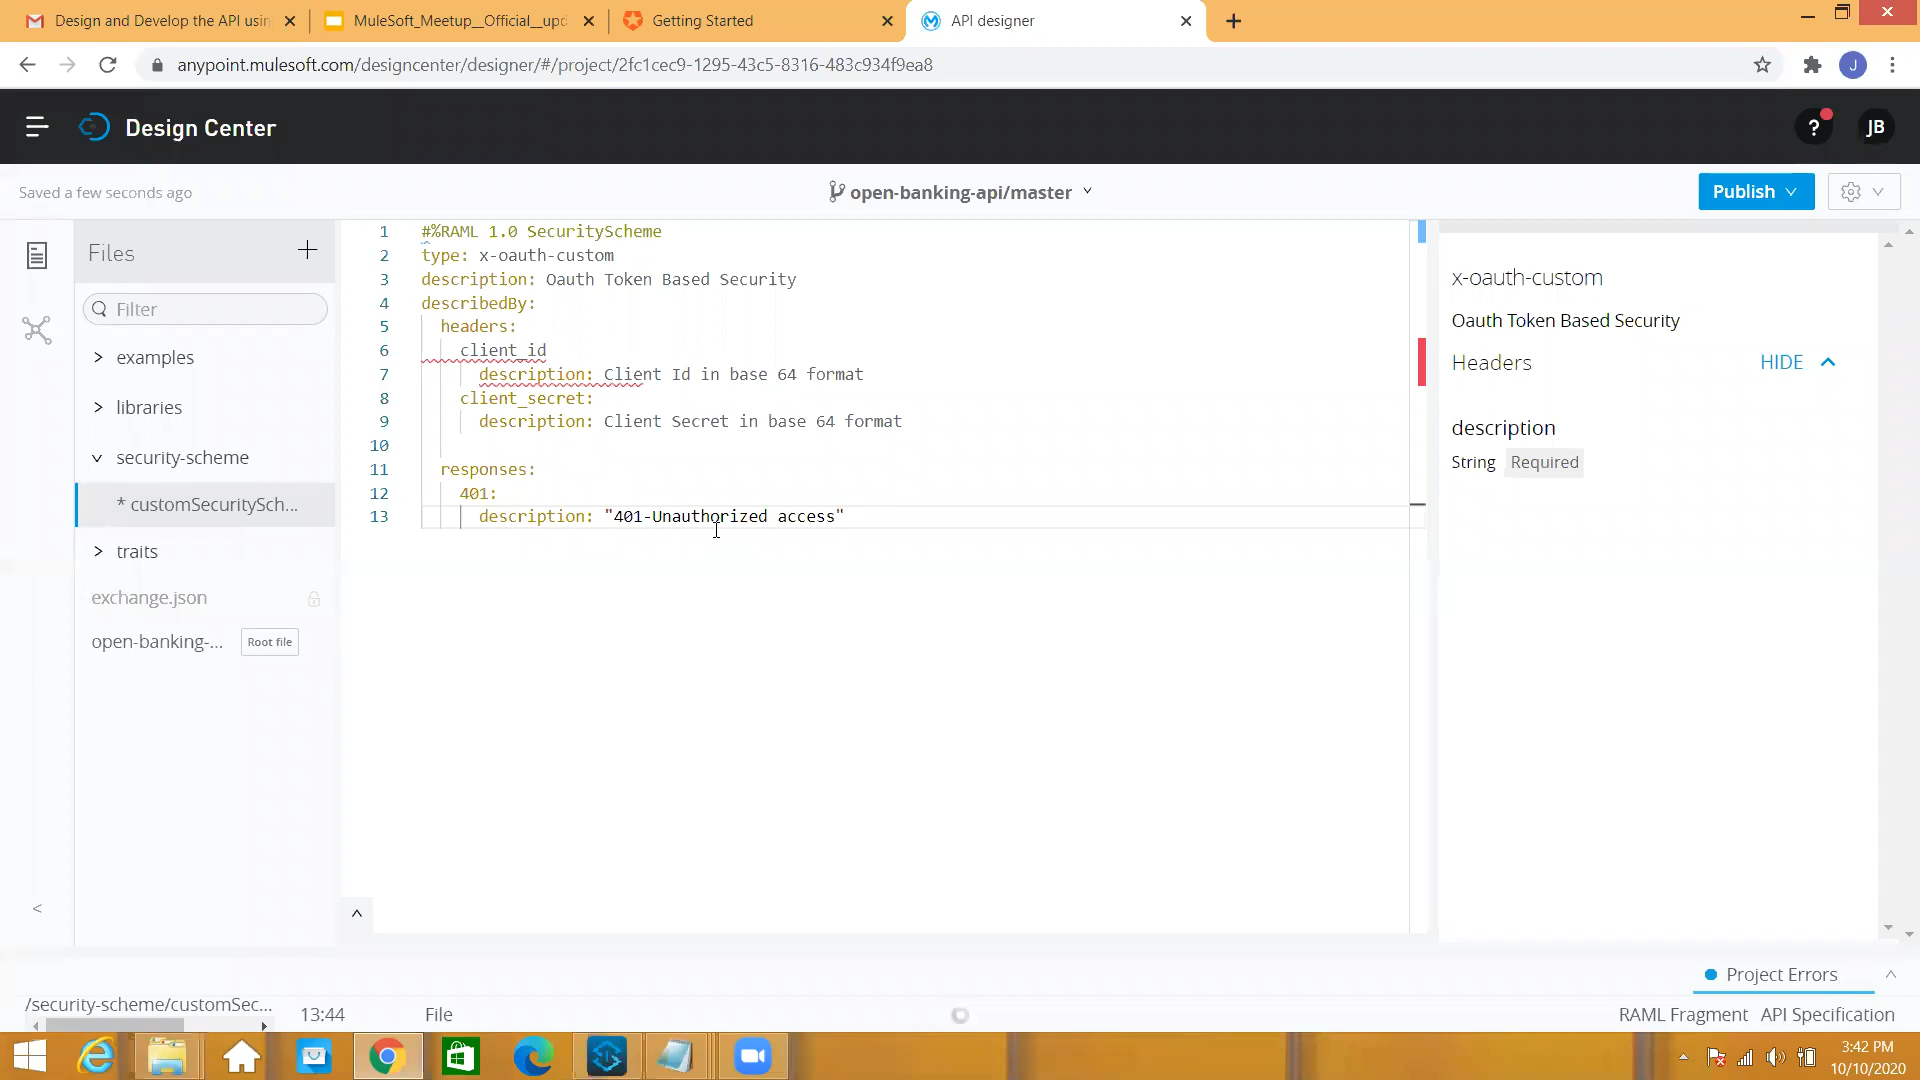 Design and Develop the API usin
MuleSoft_Meetup__Official__upd
Getting Started
API designer
anypoint.mulesoft.com/designcenter/designer/#/project/2fc1cec9-1295-43c5-8316-483c934f9ea8
J
Design Center
?
JB
Saved a few seconds ago
open-banking-api/master
Publish
Files
Filter
examples
libraries
security-scheme
* customSecuritySch...
traits
exchange.json
open-banking-...
Root file
1 #%RAML 1.0 SecurityScheme
2 type: x-oauth-custom
3 description: Oauth Token Based Security
4 describedBy:
5 headers:
6 client_id
7 description: Client Id in base 64 format
8 client_secret:
9 description: Client Secret in base 64 format
10
11 responses:
12 401:
13 description: "401-Unauthorized access"
x-oauth-custom
Oauth Token Based Security
Headers
HIDE
description
String Required
Project Errors
/security-scheme/customSec...
13:44
File
RAML Fragment
API Specification
3:42 PM
10/10/2020